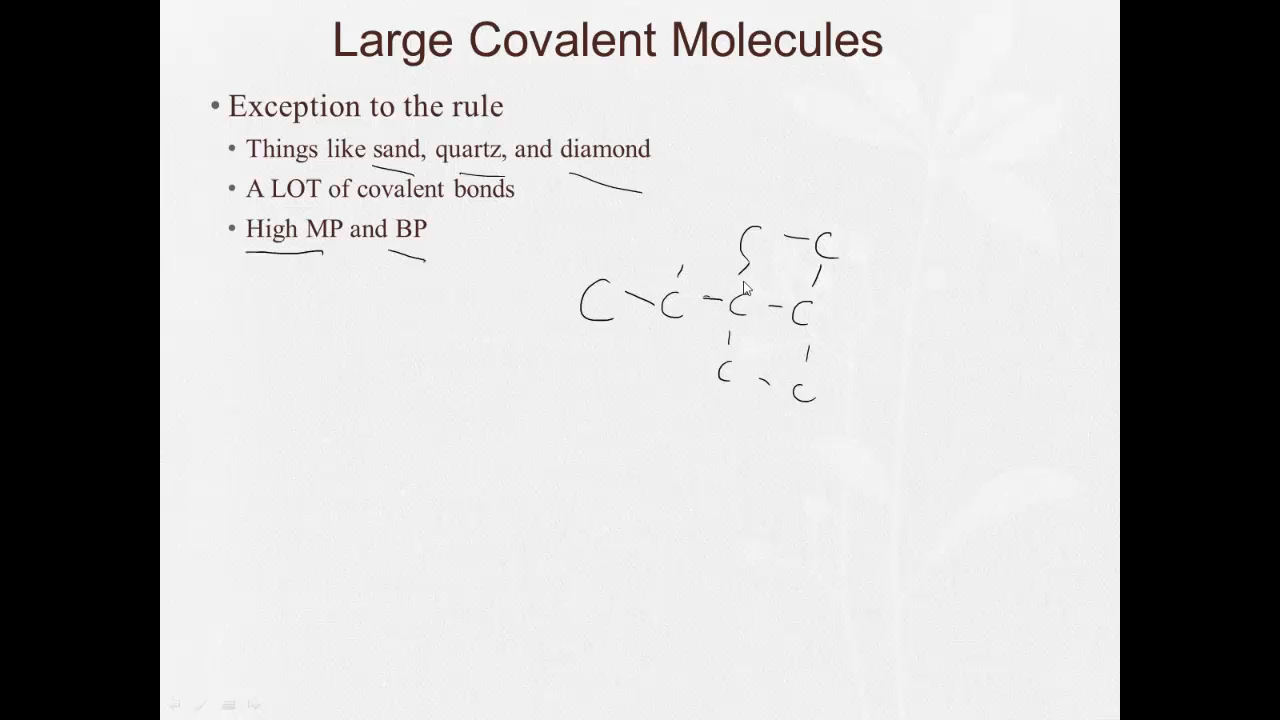 Large Covalent Molecules
• Exception to the rule
• Things like sand, quartz, and diamond
• A LOT of covalent bonds
• High MP and BP
C - C
C - C - C - C
C - C